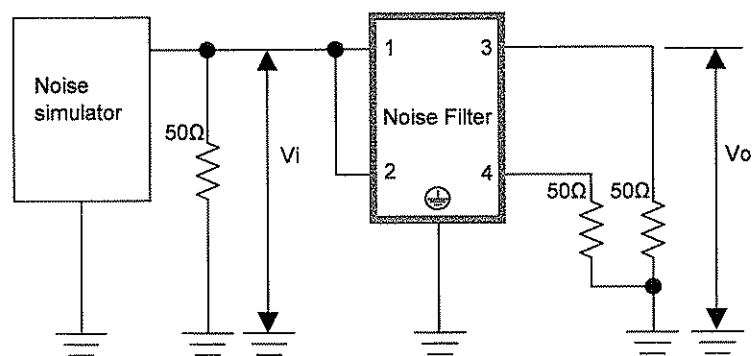 Noise
simulator
50Ω
Vi
1
2
Noise Filter
3
4
50Ω
50Ω
Vo